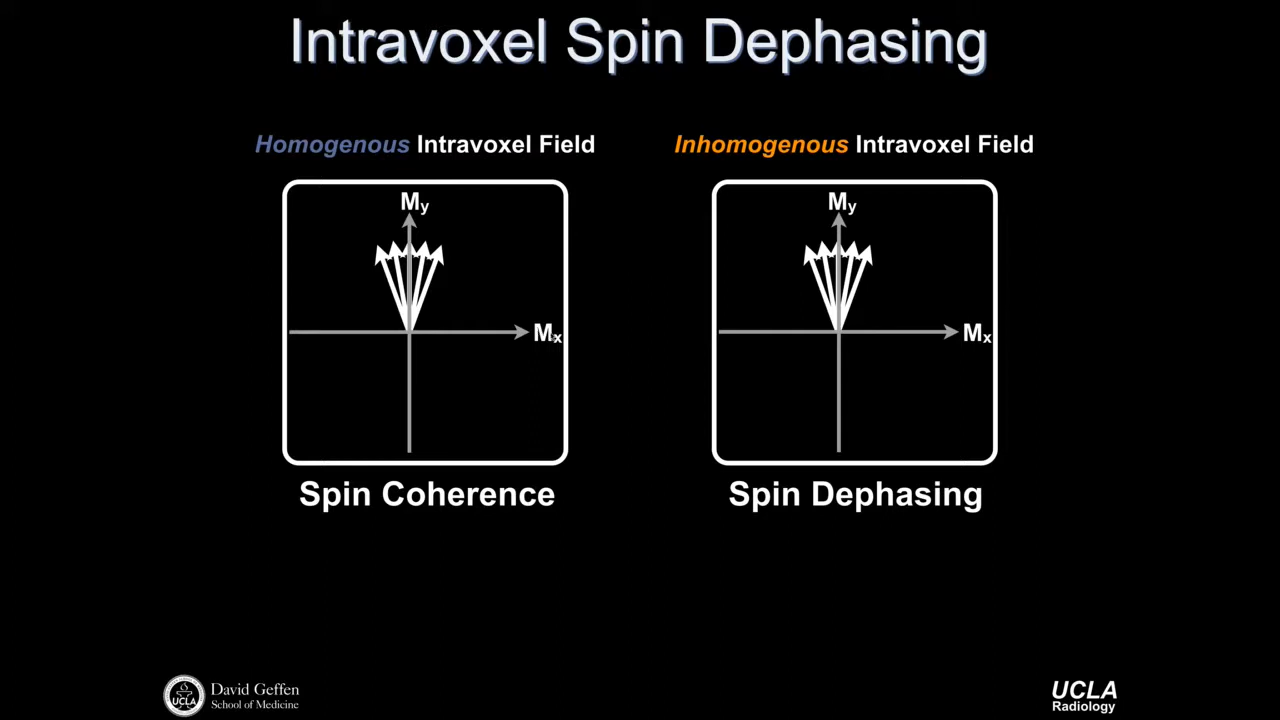 Intravoxel Spin Dephasing
Homogenous Intravoxel Field
Inhomogenous Intravoxel Field
My
Mx
My
Mx
Spin Coherence
Spin Dephasing
UCLA
David Geffen
School of Medicine
UCLA
Radiology